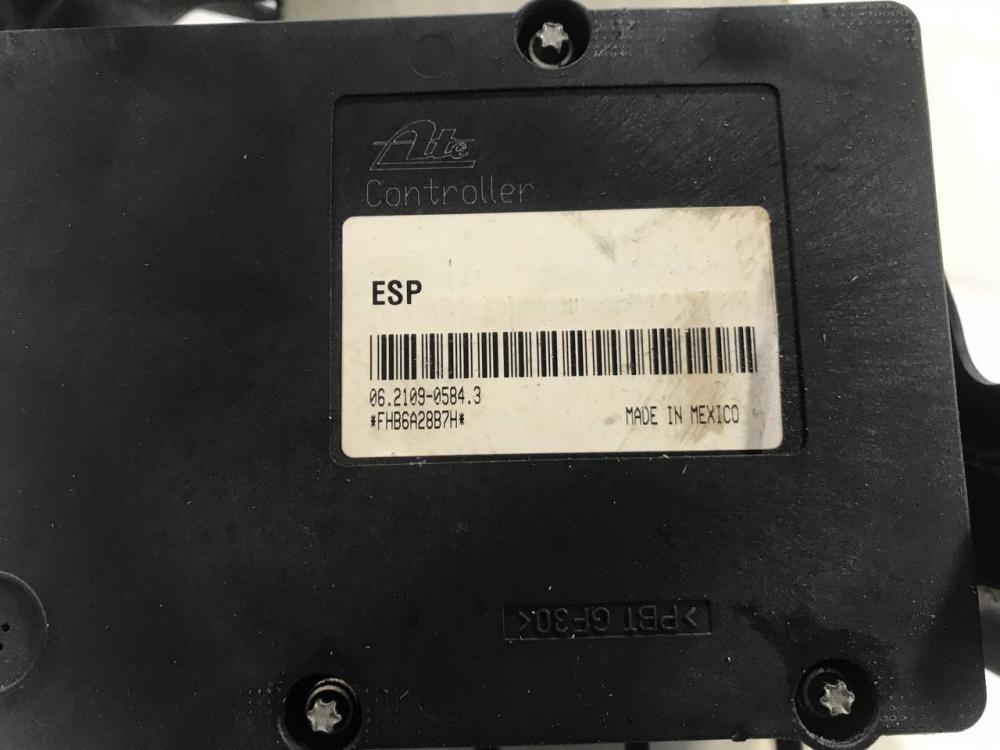 Ate
Controller
ESP
06.2109-0584.3
*FHB6A28B7H*
MADE IN MEXICO
>PBT GF30<